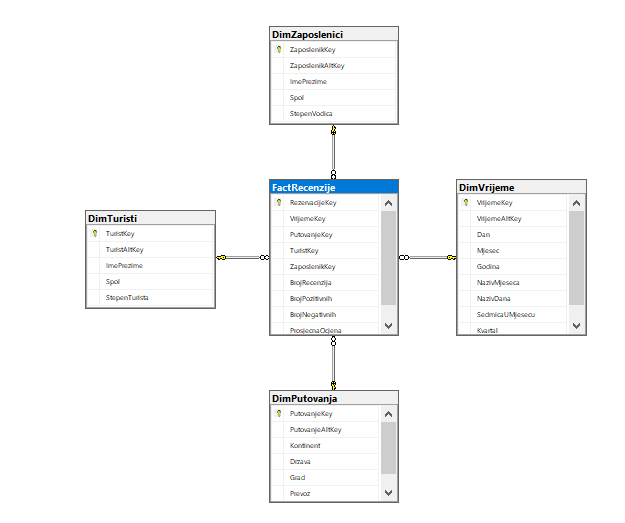 DimZaposlenici
ZaposlenikKey
ZaposlenikAltKey
ImePrezime
Spol
StepenVodica
FactRecenzije
RezervacijeKey
VrijemeKey
PutovanjeKey
TuristKey
ZaposlenikKey
BrojRecenzija
BrojPozitivnih
BrojNegativnih
ProsjecnaOcjena
DimVrijeme
VrijemeKey
VrijemeAltKey
Dan
Mjesec
Godina
NazivMjeseca
NazivDana
SedmicaUMjesecu
Kvartal
DimTuristi
TuristKey
TuristAltKey
ImePrezime
Spol
StepenTurista
DimPutovanja
PutovanjeKey
PutovanjeAltKey
Kontinent
Drzava
Grad
Prevoz